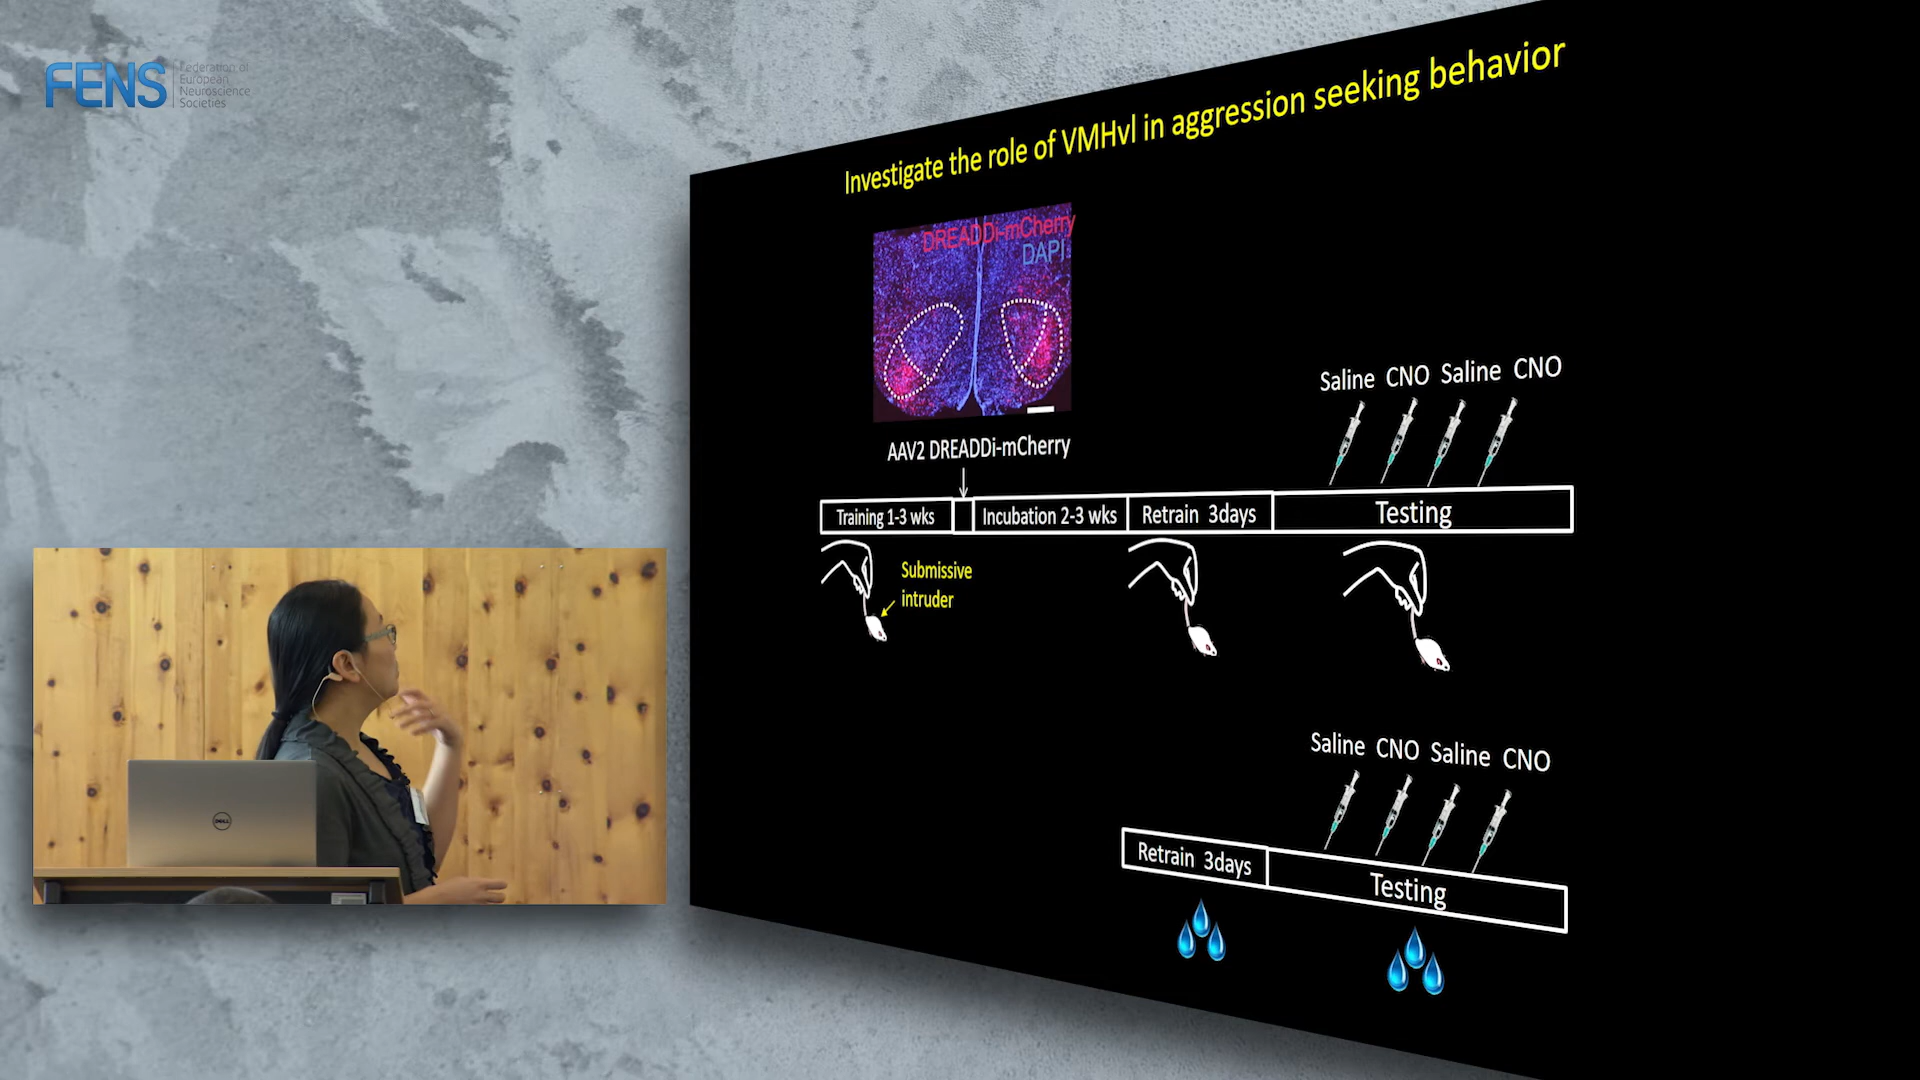 FENS
Federation of
European
Neuroscience
Societies
Investigate the role of VMHvl in aggression seeking behavior
DREADDi-mCherry
DAPI
AAV2 DREADDi-mCherry
Saline CNO Saline CNO
Training 1-3 wks
Incubation 2-3 wks
Retrain 3days
Testing
Submissive
intruder
Saline CNO Saline CNO
Retrain 3days
Testing
DELL